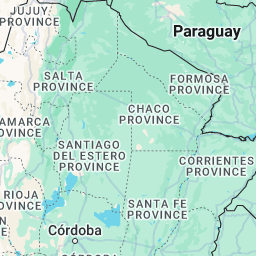 JUJUY
PROVINCE
Paraguay
SALTA
PROVINCE
FORMOSA
PROVINCE
CHACO
PROVINCE
AMARCA
ROVINCE
SANTIAGO
DEL ESTERO
PROVINCE
CORRIENTES
PROVINCE
RIOJA
OVINCE
SANTA FE
PROVINCE
Córdoba